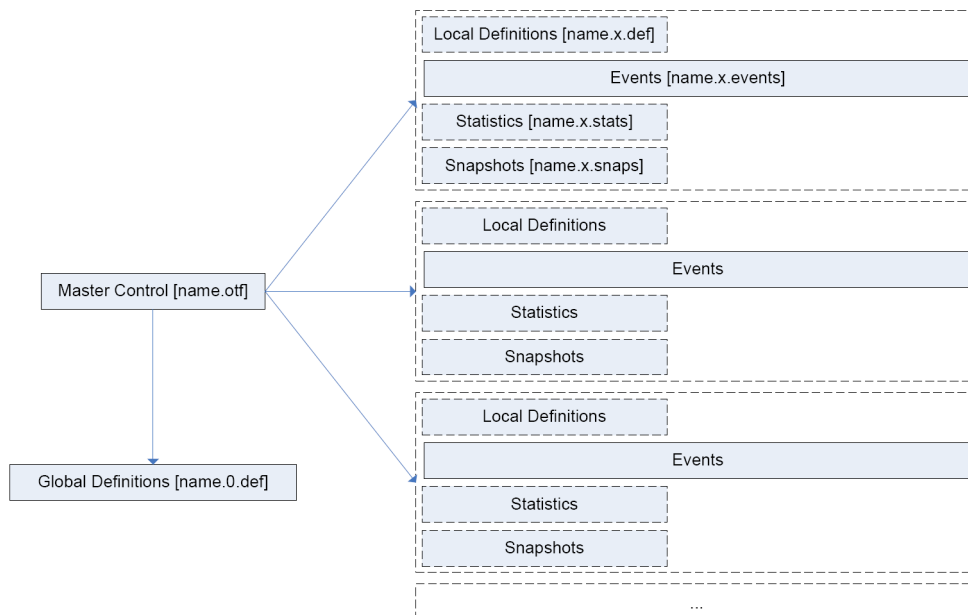 Local Definitions [name.x.def]
Events [name.x.events]
Statistics [name.x.stats]
Snapshots [name.x.snaps]
Local Definitions
Events
Statistics
Snapshots
Master Control [name.otf]
Global Definitions [name.0.def]
Local Definitions
Events
Statistics
Snapshots
...